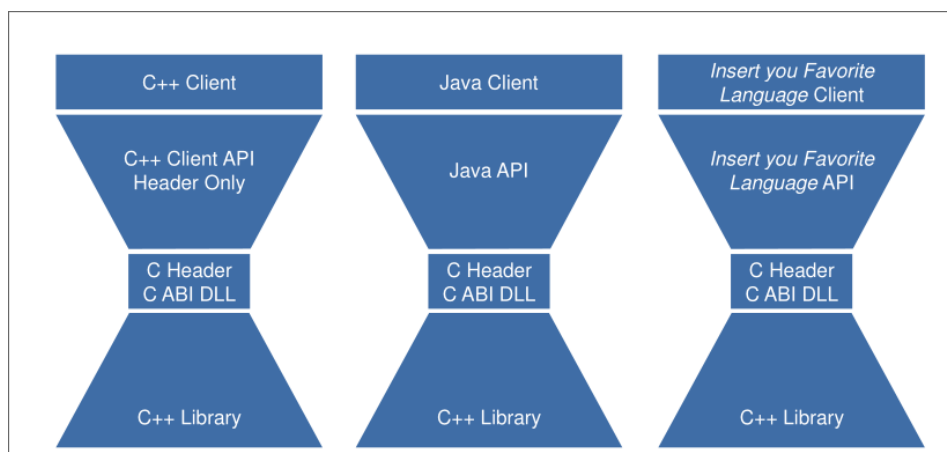 C++ Client
C++ Client API
Header Only
C Header
C ABI DLL
C++ Library
Java Client
Java API
C Header
C ABI DLL
C++ Library
Insert you Favorite
Language Client
Insert you Favorite
Language API
C Header
C ABI DLL
C++ Library